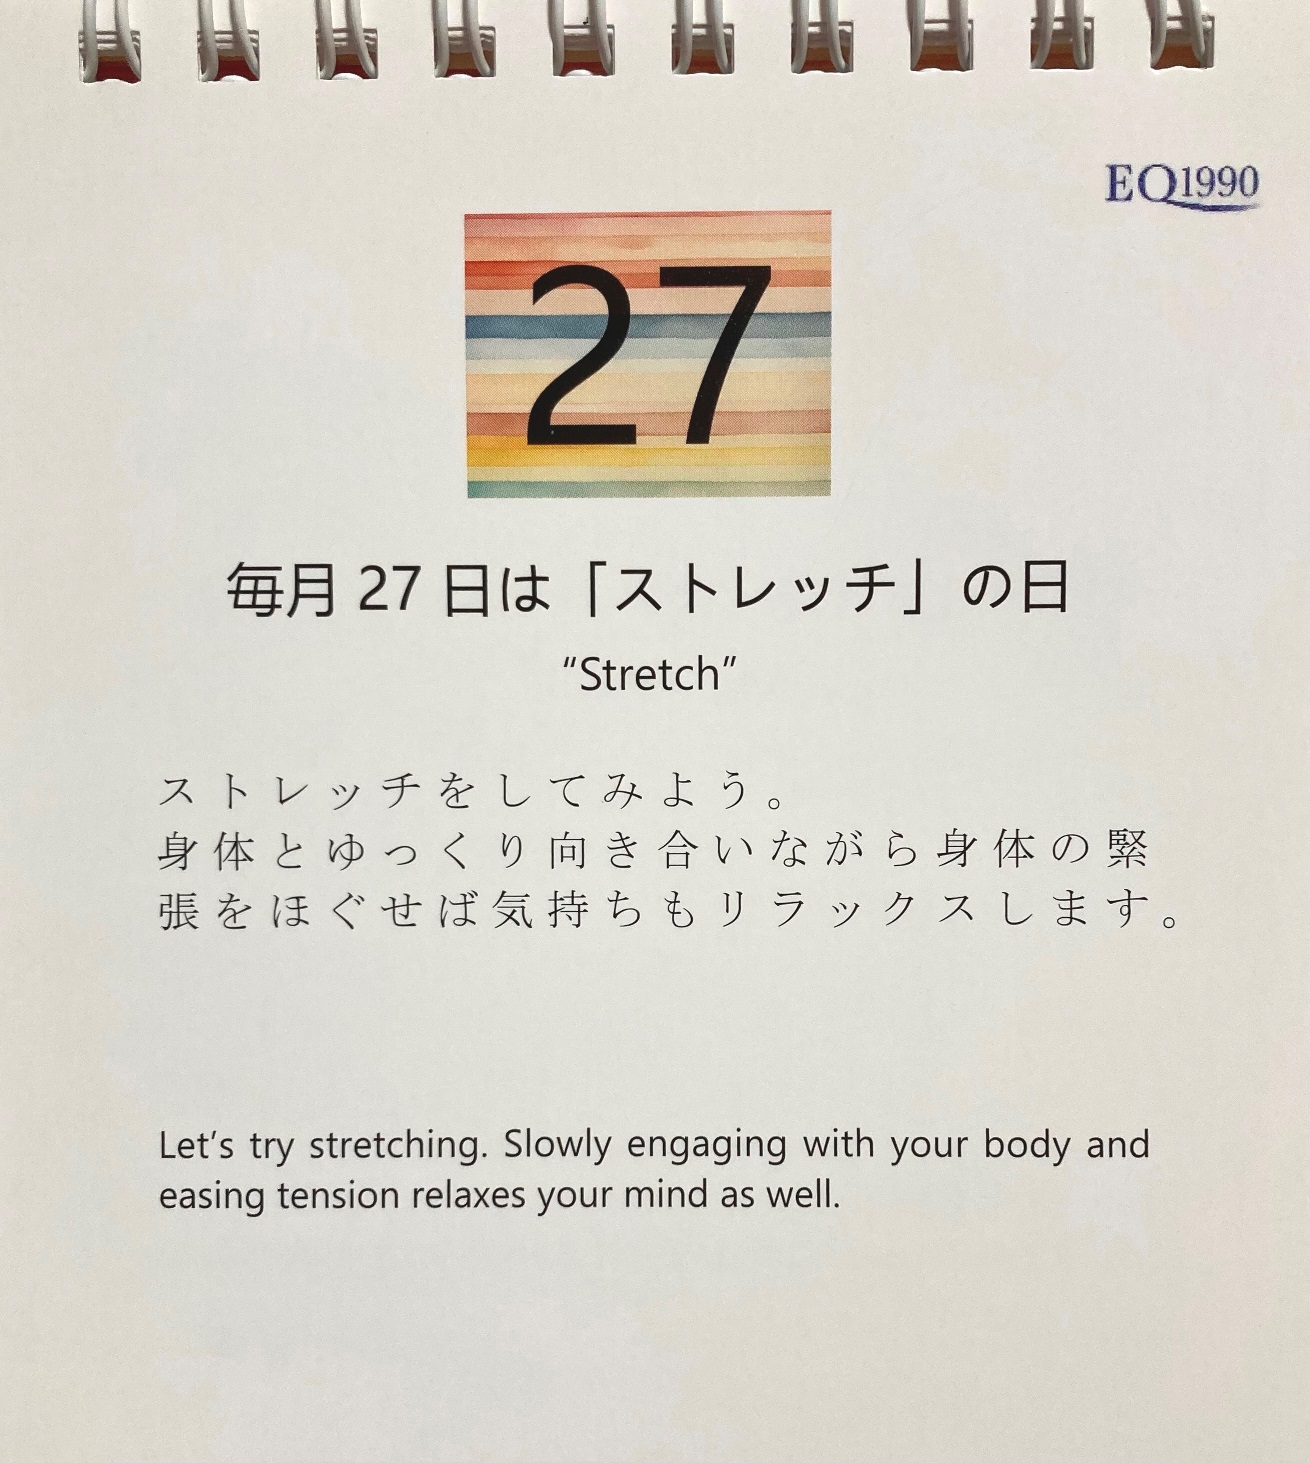 EQ1990
27
毎月 27 日は「ストレッチ」の日
“Stretch”
ストレッチをしてみよう。
身体とゆっくり向き合いながら身体の緊
張をほぐせば気持ちもリラックスします。
Let’s try stretching. Slowly engaging with your body and
easing tension relaxes your mind as well.